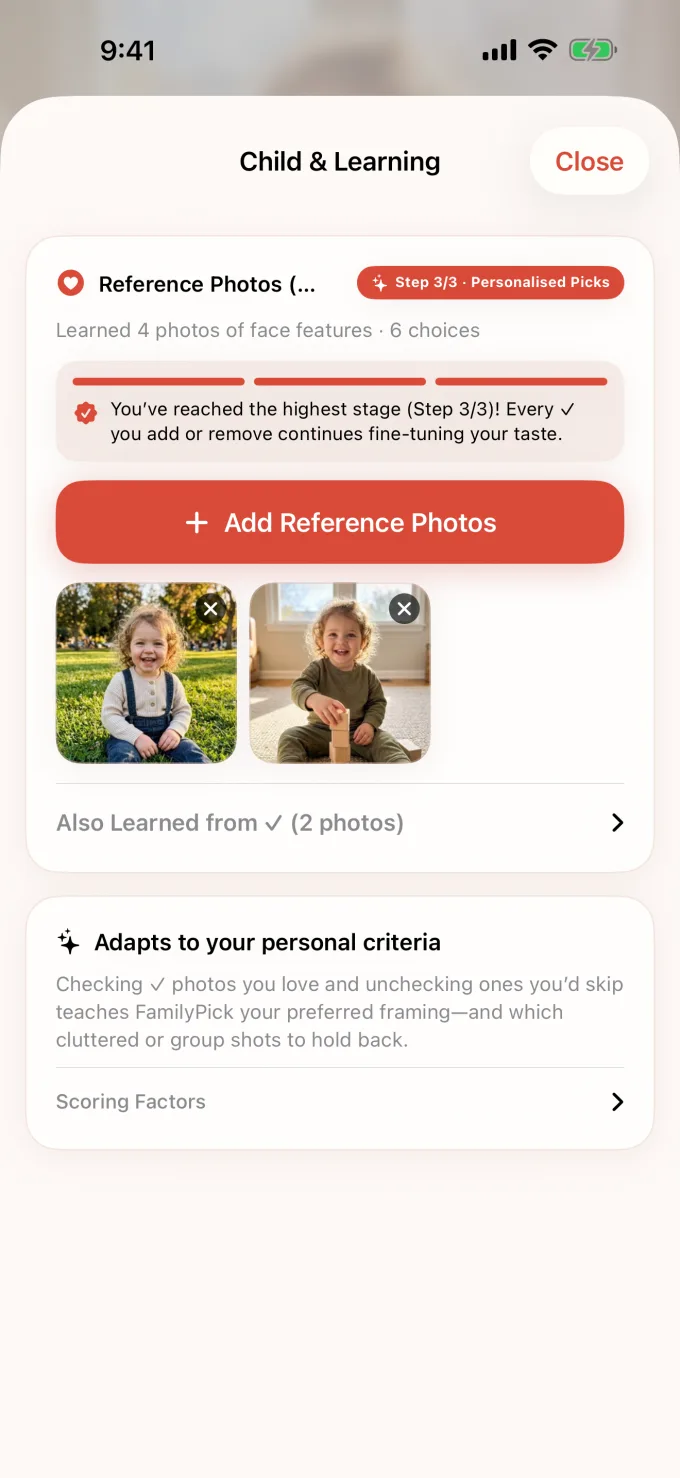 9:41
Child & Learning
Close
Reference Photos (...
Step 3/3 · Personalised Picks
Learned 4 photos of face features · 6 choices
You’ve reached the highest stage (Step 3/3)! Every ✓
you add or remove continues fine-tuning your taste.
+ Add Reference Photos
Also Learned from ✓ (2 photos)
Adapts to your personal criteria
Checking ✓ photos you love and unchecking ones you’d skip
teaches FamilyPick your preferred framing—and which
cluttered or group shots to hold back.
Scoring Factors